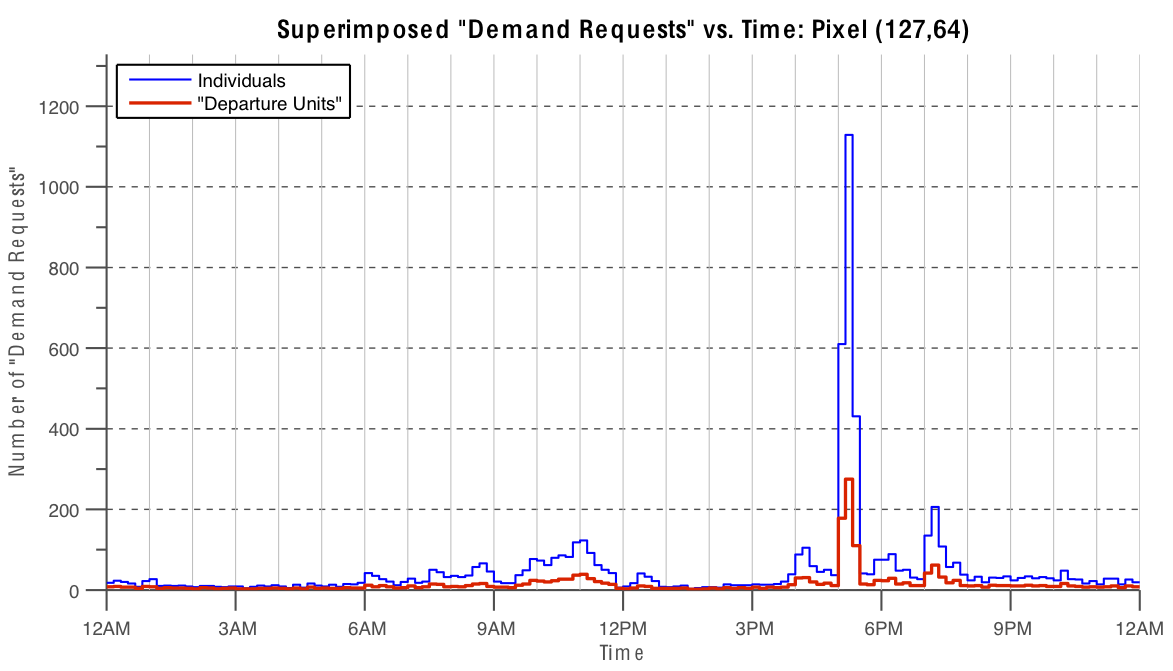 Superimposed "Demand Requests" vs. Time: Pixel (127,64)
Individuals
"Departure Units"
Number of "Demand Requests"
1200
1000
800
600
400
200
0
12AM 3AM 6AM 9AM 12PM 3PM 6PM 9PM 12AM
Time